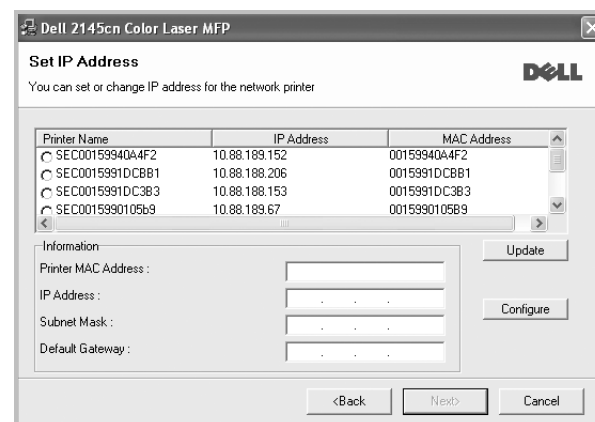 Dell 2145cn Color Laser MFP
Set IP Address
You can set or change IP address for the network printer
DELL
Printer Name IP Address MAC Address
SEC00159940A4F2 10.88.189.152 00159940A4F2
SEC0015991DCBB1 10.88.188.206 0015991DCBB1
SEC0015991DC3B3 10.88.188.153 0015991DC3B3
SEC0015990105b9 10.88.189.67 0015990105B9
Information
Update
Printer MAC Address :
IP Address :
Configure
Subnet Mask :
Default Gateway :
<Back Next> Cancel